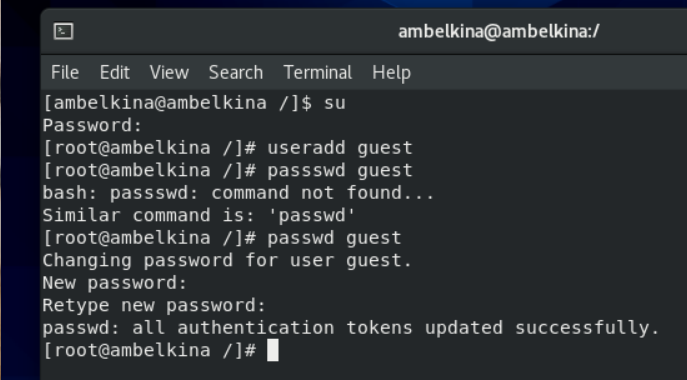 ambelkina@ambelkina:/
File Edit View Search Terminal Help
[ambelkina@ambelkina /]$ su
Password:
[root@ambelkina /]# useradd guest
[root@ambelkina /]# passswd guest
bash: passswd: command not found...
Similar command is: 'passwd'
[root@ambelkina /]# passwd guest
Changing password for user guest.
New password:
Retype new password:
passwd: all authentication tokens updated successfully.
[root@ambelkina /]#